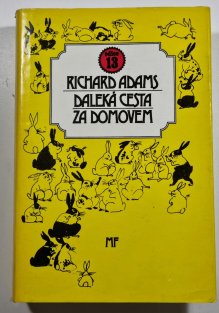 13
RICHARD ADAMS
DALEKÁ CESTA
ZA DOMOVEM
MF